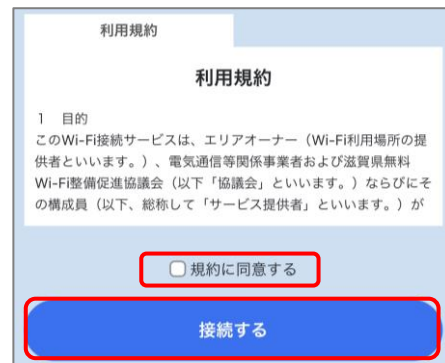 利用規約
利用規約
1　目的
このWi-Fi接続サービスは、エリアオーナー（Wi-Fi利用場所の提
供者といいます。）、電気通信等関係事業者および滋賀県無料
Wi-Fi整備促進協議会（以下「協議会」といいます。）ならびにそ
の構成員（以下、総称して「サービス提供者」といいます。）が
規約に同意する
接続する